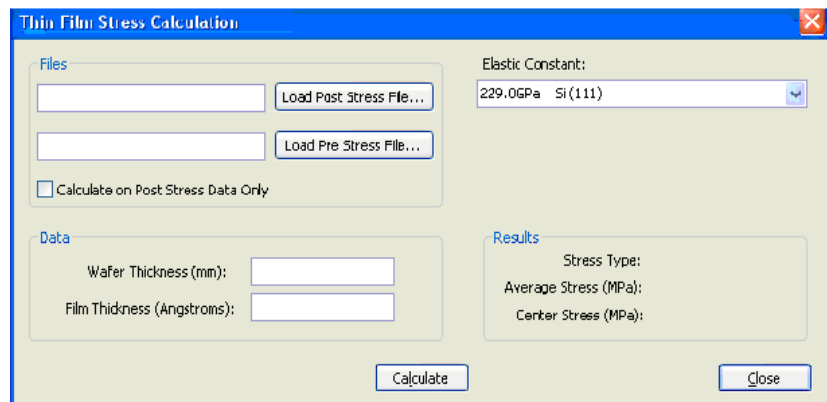 Thin Film Stress Calculation
Files
Load Post Stress File...
Load Pre Stress File...
Calculate on Post Stress Data Only
Elastic Constant:
229.0GPa Si(111)
Data
Wafer Thickness (mm):
Film Thickness (Angstroms):
Results
Stress Type:
Average Stress (MPa):
Center Stress (MPa):
Calculate
Close